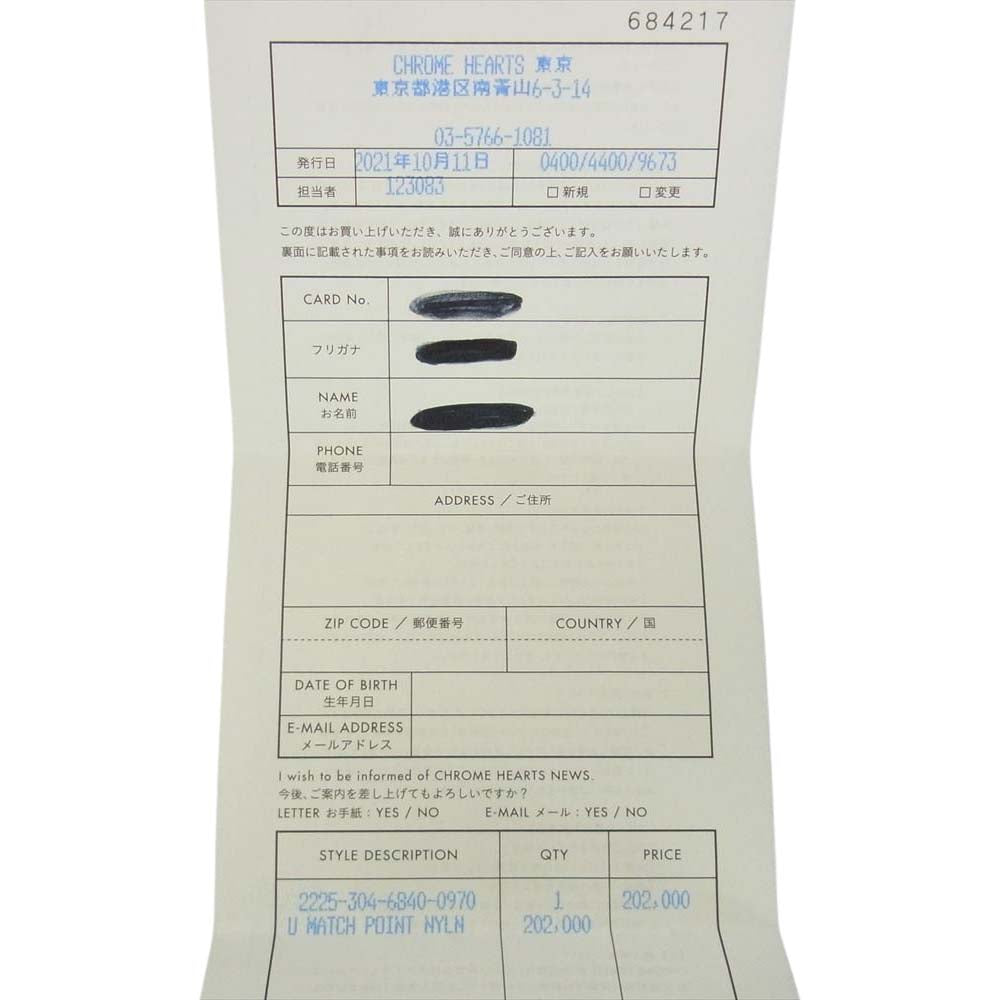 684217
CHROME HEARTS 東京
東京都港区南青山6-3-14
03-5766-1081
発行日 2021年10月11日 0400/4400/9673
担当者 123083 □ 新規 □ 変更
この度はお買い上げいただき、誠にありがとうございます。
裏面に記載された事項をお読みいただき、ご同意の上、ご記入をお願いいたします。
CARD No.
フリガナ
NAME
お名前
PHONE
電話番号
ADDRESS / ご住所
ZIP CODE / 郵便番号 COUNTRY / 国
DATE OF BIRTH
生年月日
E-MAIL ADDRESS
メールアドレス
I wish to be informed of CHROME HEARTS NEWS.
今後、ご案内を差し上げてもよろしいですか？
LETTER お手紙 : YES / NO E-MAIL メール : YES / NO
STYLE DESCRIPTION QTY PRICE
2225-304-6840-0970 1 202,000
U MATCH POINT NYLN 202,000